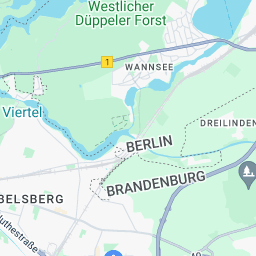 Westlicher
Düppeler Forst
1
WANNSEE
Viertel
DREILINDEN
BERLIN
BRANDENBURG
BELSBERG